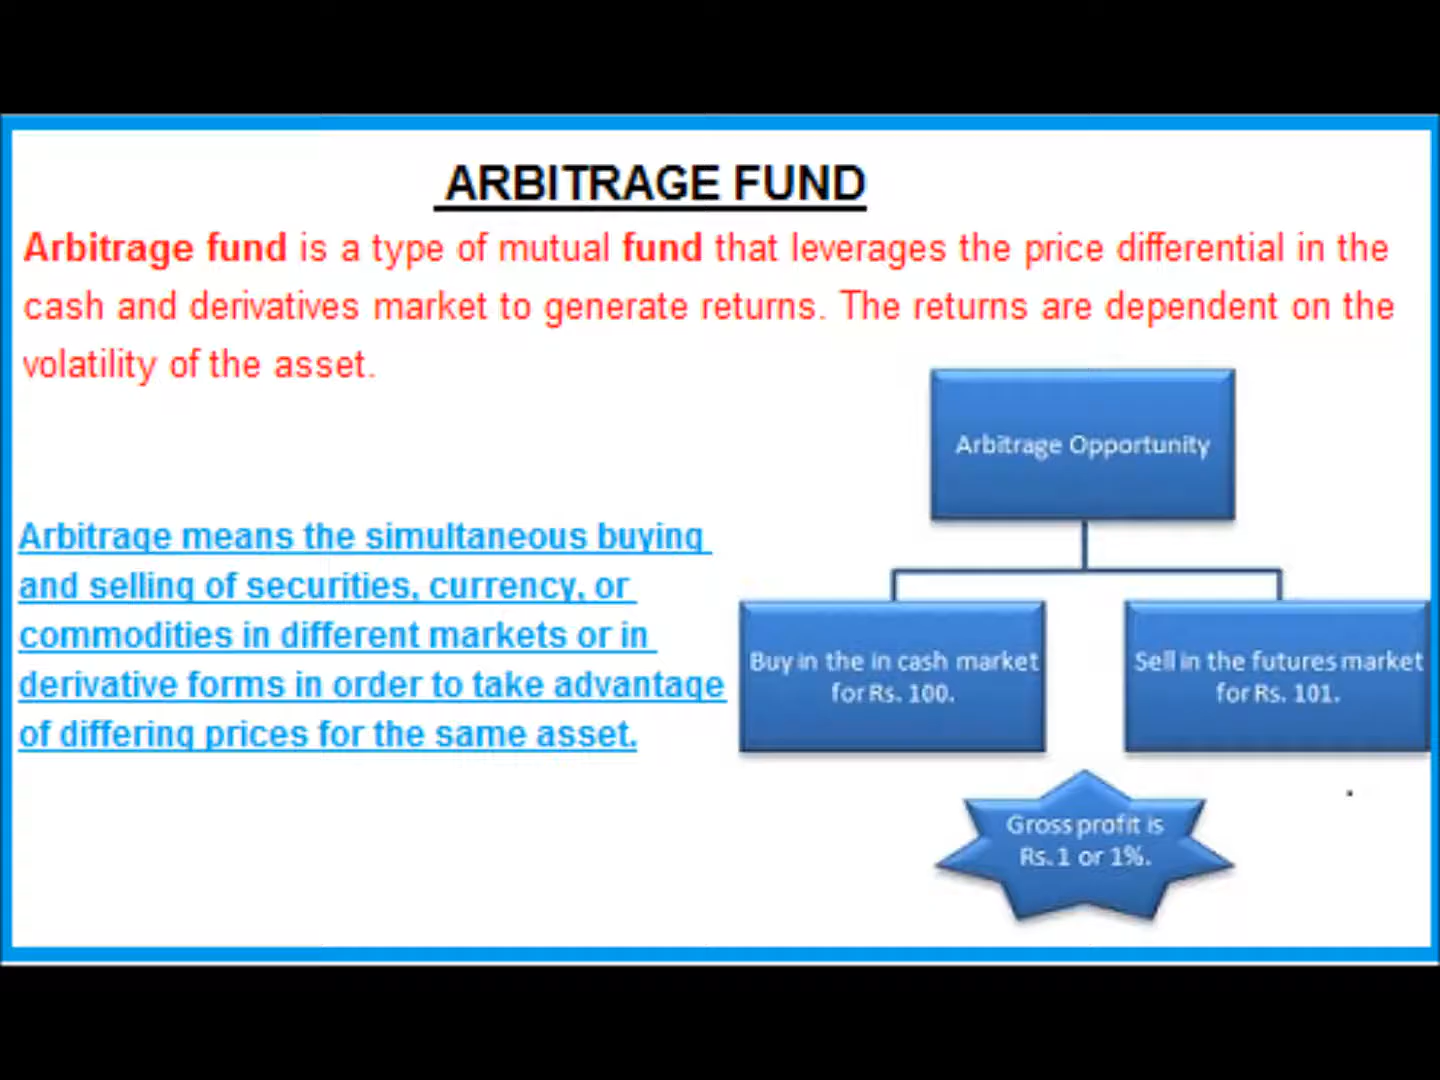 ARBITRAGE FUND
Arbitrage fund is a type of mutual fund that leverages the price differential in the
cash and derivatives market to generate returns. The returns are dependent on the
volatility of the asset.
Arbitrage means the simultaneous buying
and selling of securities, currency, or
commodities in different markets or in
derivative forms in order to take advantage
of differing prices for the same asset.
Arbitrage Opportunity
Buy in the in cash market
for Rs. 100.
Sell in the futures market
for Rs. 101.
Gross profit is
Rs. 1 or 1%.